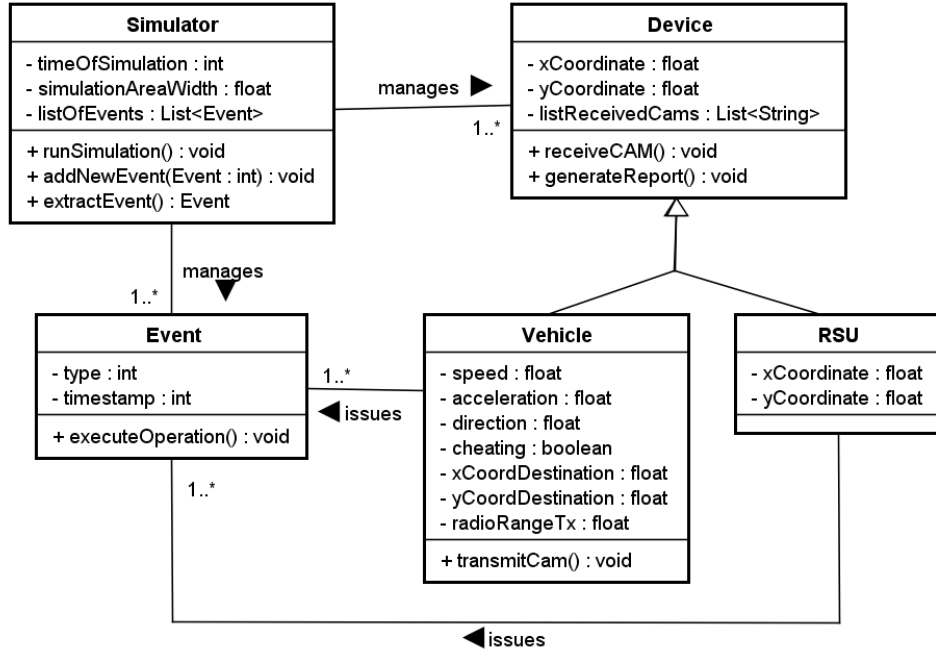 Simulator
- timeOfSimulation : int
- simulationAreaWidth : float
- listOfEvents : List<Event>
+ runSimulation() : void
+ addNewEvent(Event : int) : void
+ extractEvent() : Event
manages
1..*
Device
- xCoordinate : float
- yCoordinate : float
- listReceivedCams : List<String>
+ receiveCAM() : void
+ generateReport() : void
manages
1..*
Event
- type : int
- timestamp : int
+ executeOperation() : void
1..*
issues
Vehicle
- speed : float
- acceleration : float
- direction : float
- cheating : boolean
- xCoordDestination : float
- yCoordDestination : float
- radioRangeTx : float
+ transmitCam() : void
RSU
- xCoordinate : float
- yCoordinate : float
1..*
issues